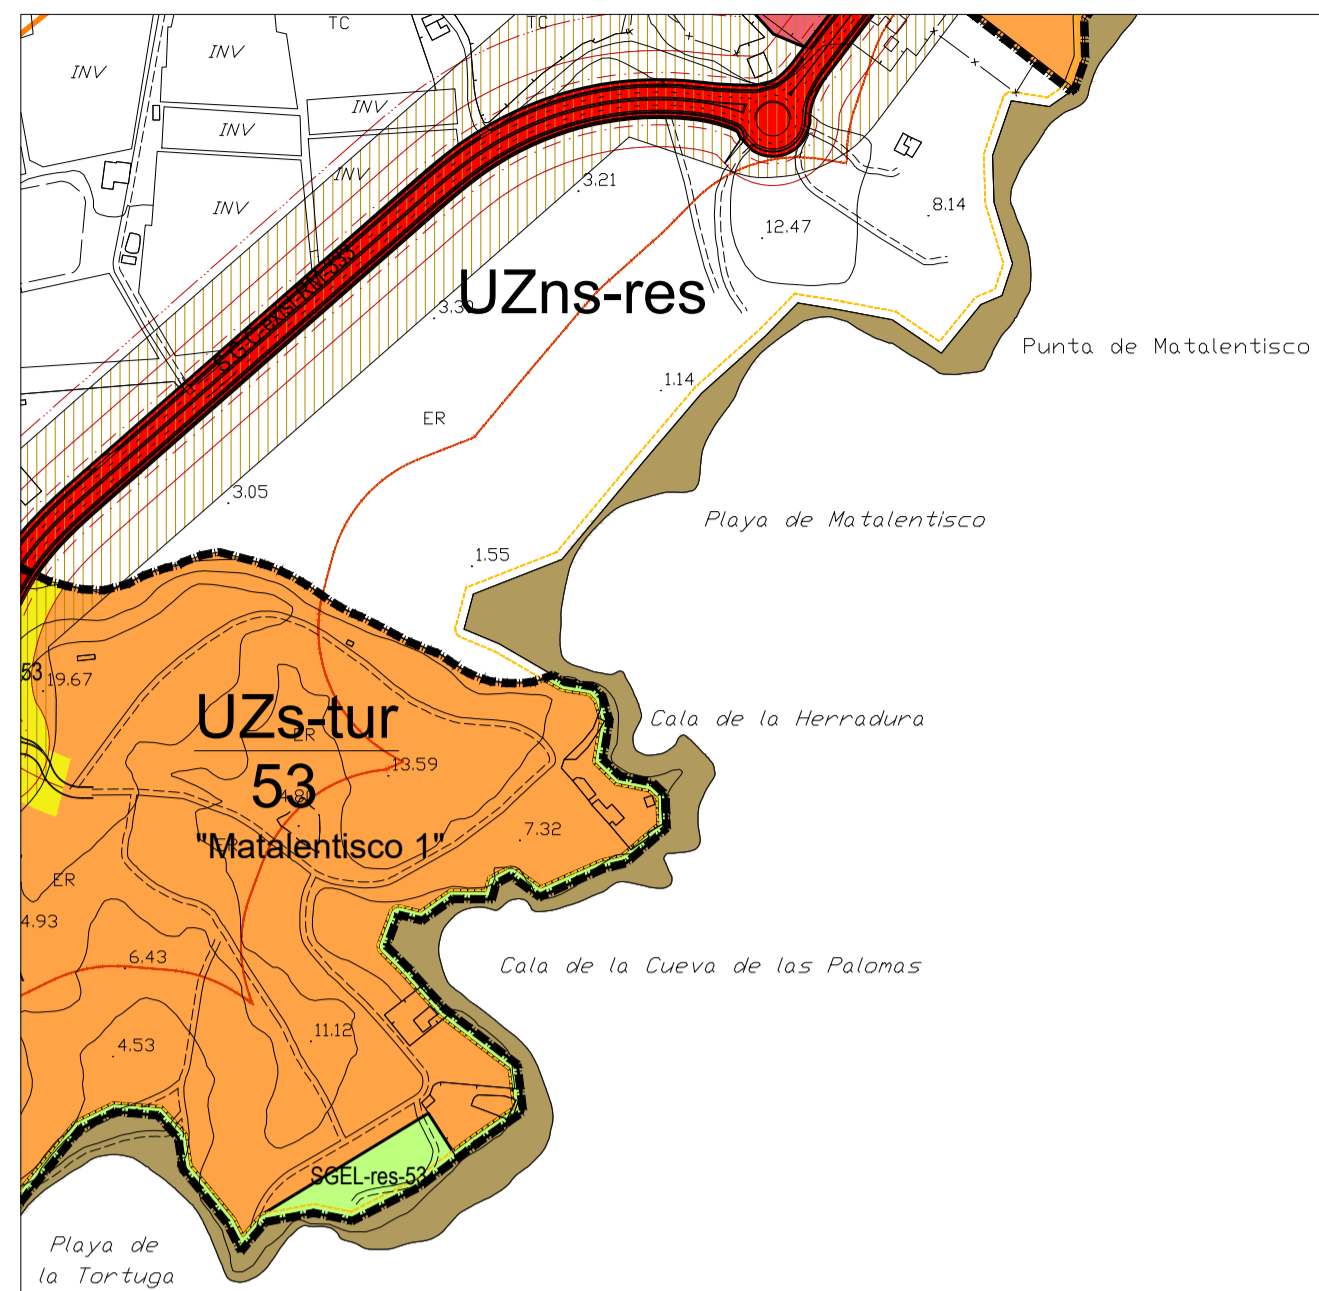 TC
TC
INV
INV
INV
INV
INV
INV
3.21
8.14
12.47
S.G-C-exist-RM-333
UZns-res
Punta de Matalentisco
1.14
ER
3.05
Playa de Matalentisco
1.55
53
19.67
UZs-tur
ER
Cala de la Herradura
13.59
53
7.32
"Matalentisco 1"
ER
4.93
6.43
Cala de la Cueva de las Palomas
11.12
4.53
SGEL-res-53
Playa de
la Tortuga